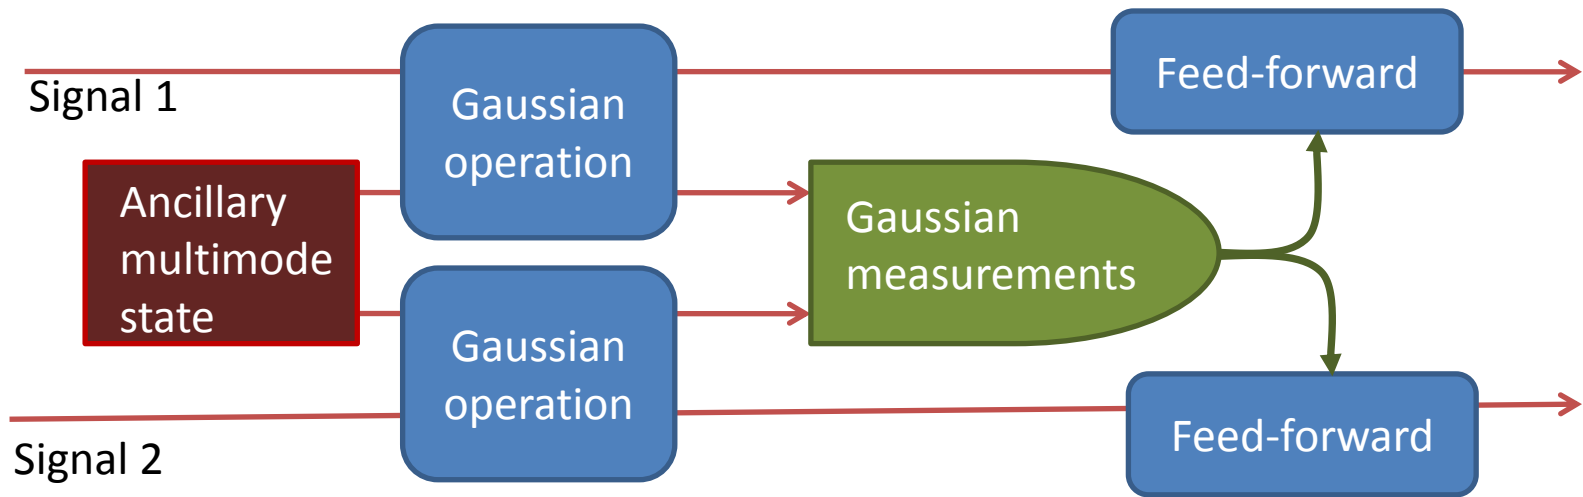 Signal 1
Gaussian
operation
Feed-forward
Ancillary
multimode
state
Gaussian
measurements
Gaussian
operation
Feed-forward
Signal 2